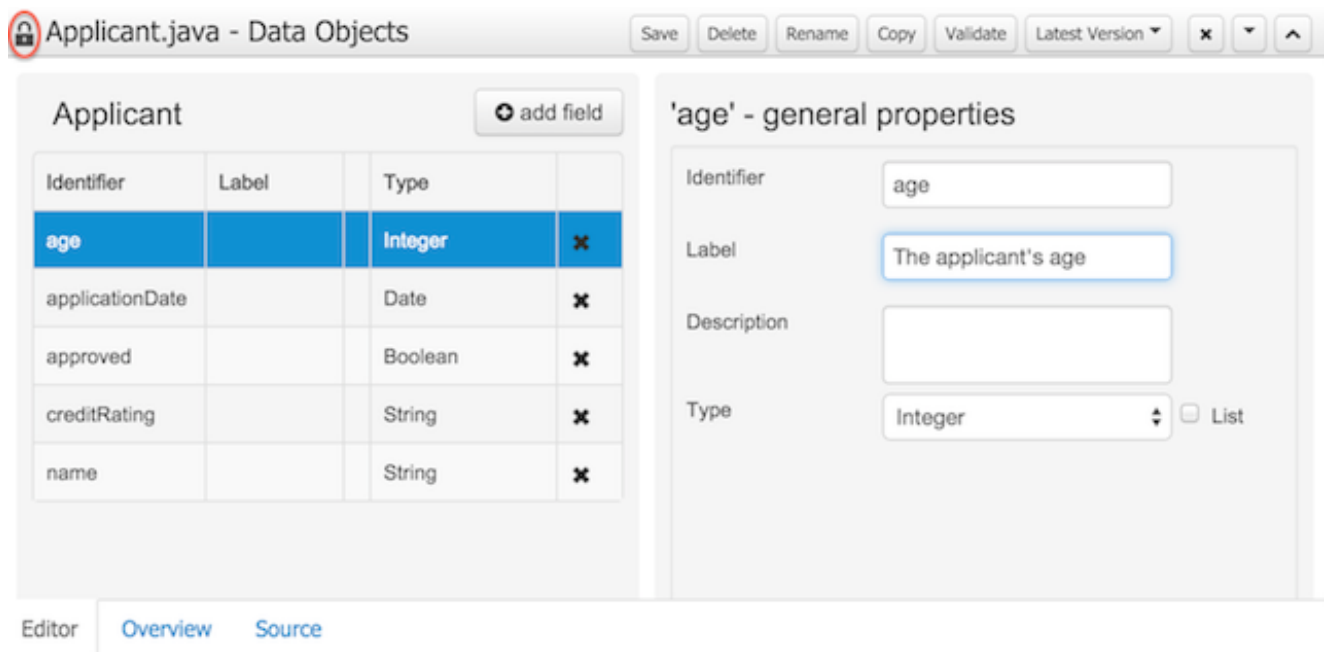 Applicant.java - Data Objects
Save Delete Rename Copy Validate Latest Version
Applicant
add field
Identifier Label Type
age Integer
applicationDate Date
approved Boolean
creditRating String
name String
'age' - general properties
Identifier age
Label The applicant's age
Description
Type Integer List
Editor Overview Source